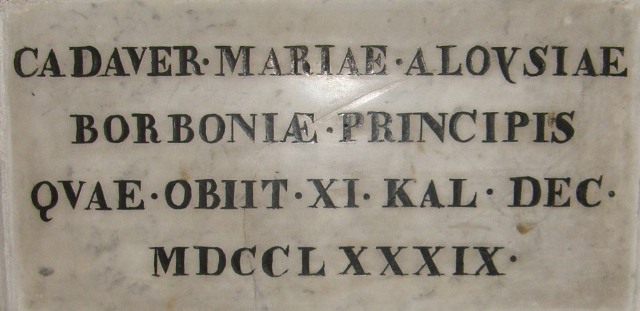 CADAVER·MARIAE·ALOYSIAE
BORBONIÆ·PRINCIPIS
QVAE·OBIIT·XI·KAL·DEC·
MDCCLXXXIX·